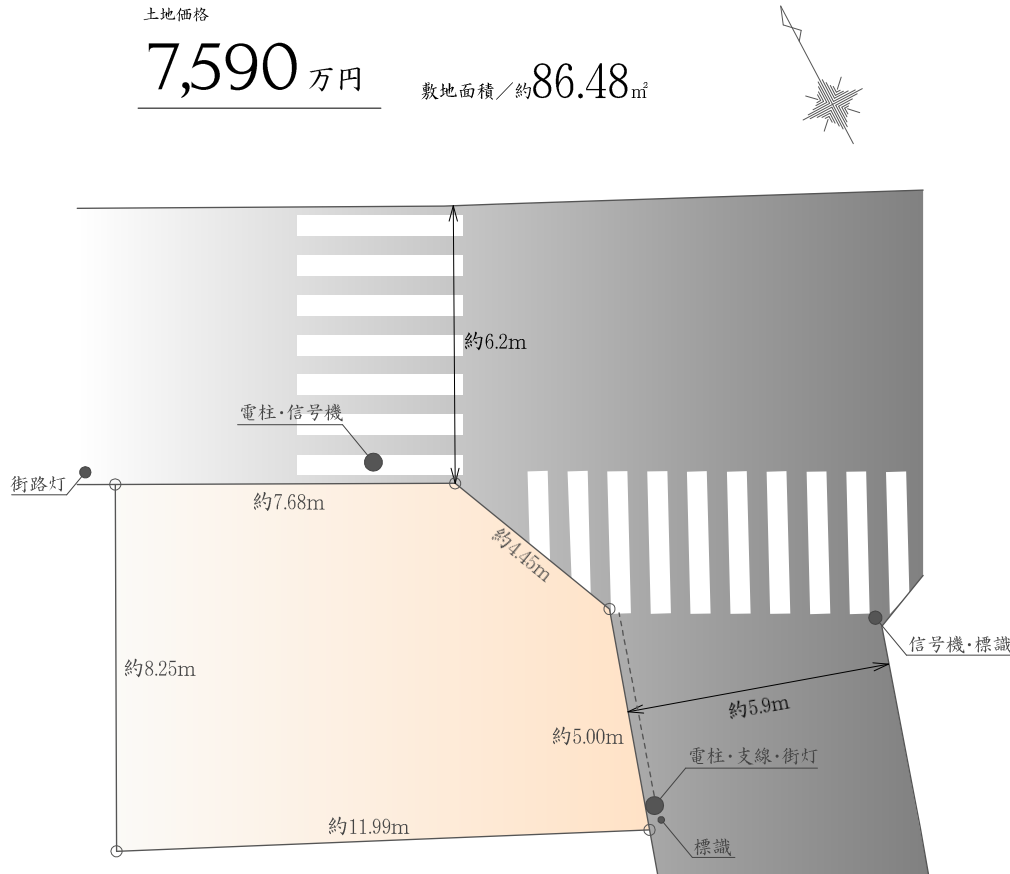 土地価格
7,590 万円
敷地面積／約86.48㎡
約6.2m
電柱・信号機
街路灯
約7.68m
約4.45m
信号機・標識
約8.25m
約5.9m
約5.00m
電柱・支線・街灯
約11.99m
標識